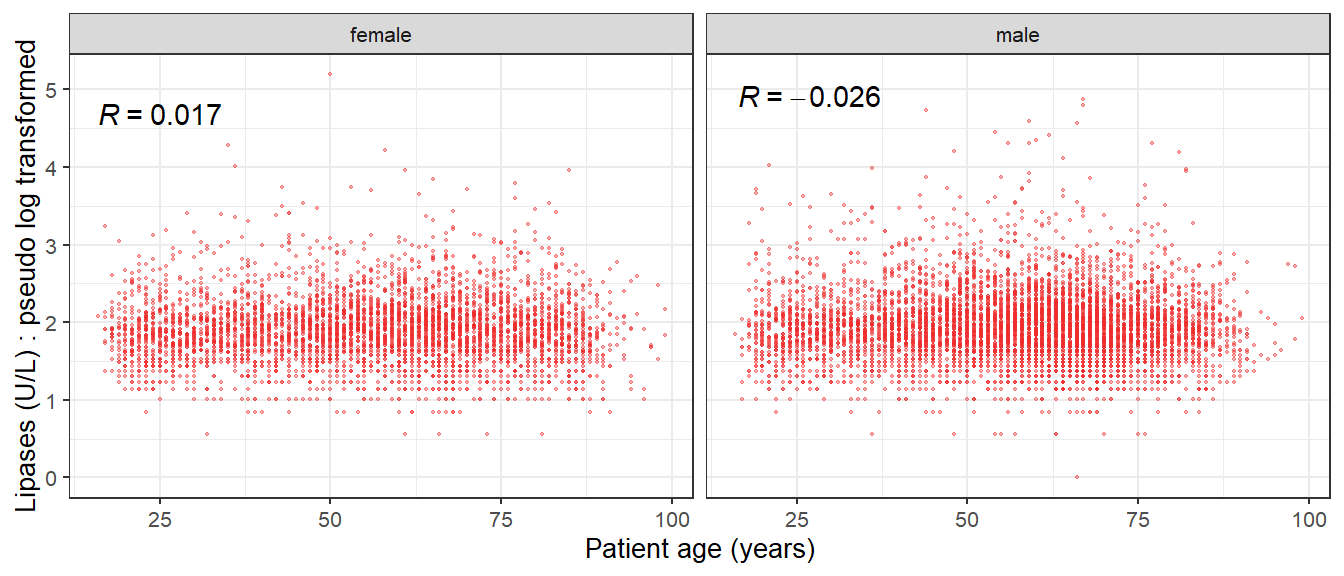 female
male
Lipases (U/L) : pseudo log transformed
R = 0.017
R = −0.026
5
4
3
2
1
0
25 50 75 100
25 50 75 100
Patient age (years)